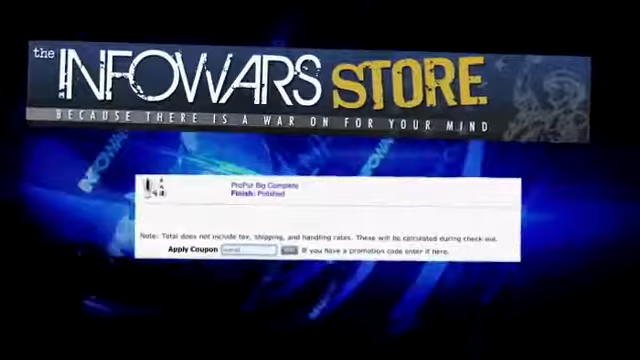 the INFOWARS STORE
BECAUSE THERE IS A WAR ON FOR YOUR MIND
INFOWARS
ProPur Big Complete
Finish: Polished
Note: Total does not include tax, shipping, and handling rates. These will be calculated during check-out.
Apply Coupon
If you have a promotion code enter it here.